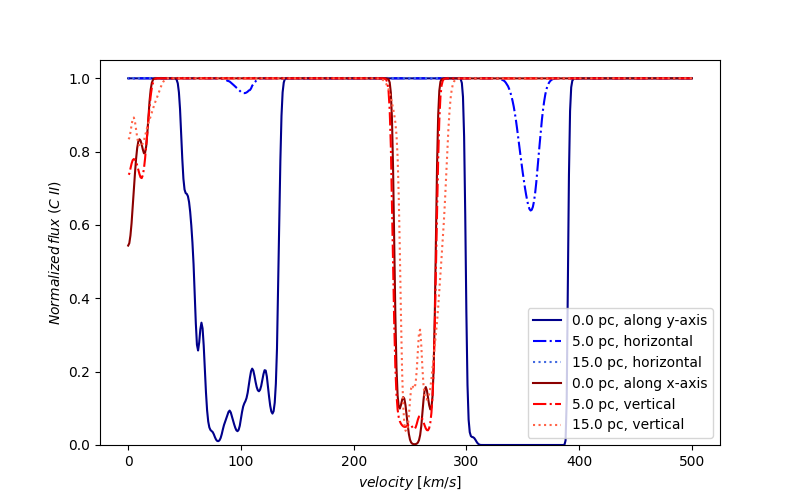 1.0
0.8
0.6
0.4
0.2
0.0
Normalized flux (C II)
0 100 200 300 400 500
velocity [km/s]
0.0 pc, along y-axis
5.0 pc, horizontal
15.0 pc, horizontal
0.0 pc, along x-axis
5.0 pc, vertical
15.0 pc, vertical